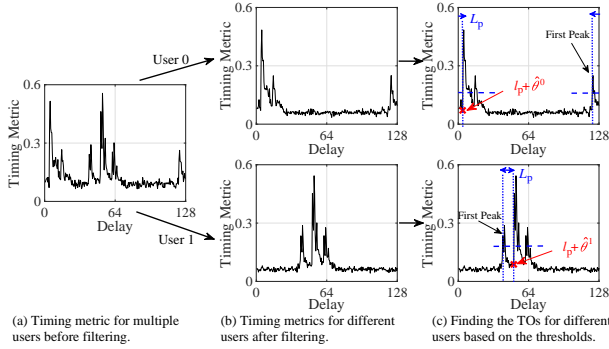 0.6
0.3
0
0
64
128
Timing Metric
Delay
User 0
User 1
0.6
0.3
0
0
64
128
Timing Metric
Delay
0.6
0.3
0
0
64
128
Timing Metric
Delay
0.6
0.3
0
0
64
128
Timing Metric
Delay
Lₚ
First Peak
lₚ+θ̂⁰
0.6
0.3
0
0
64
128
Timing Metric
Delay
Lₚ
First Peak
lₚ+θ̂¹
(a) Timing metric for multiple
users before filtering.
(b) Timing metrics for different
users after filtering.
(c) Finding the TOs for different
users based on the thresholds.